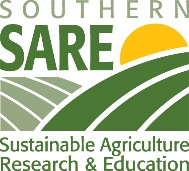 SOUTHERN
SARE
Sustainable Agriculture
Research & Education